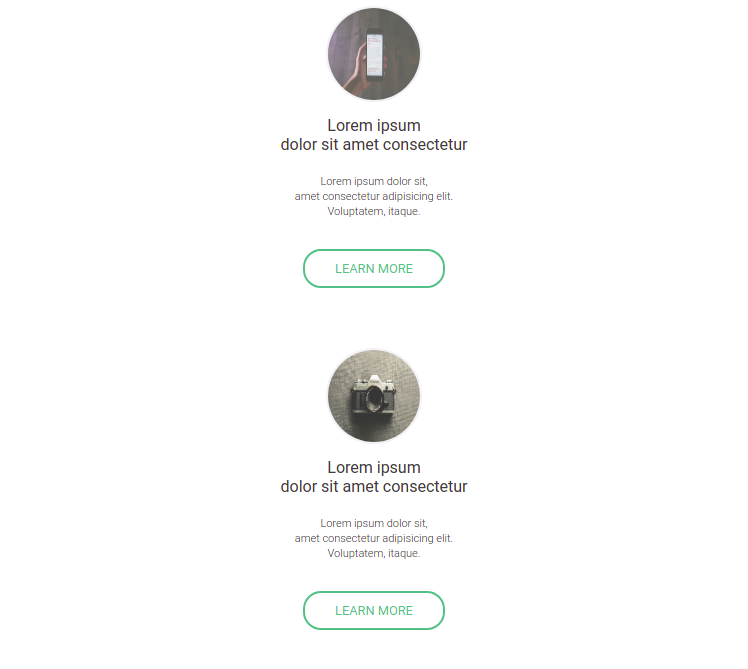 Lorem ipsum
dolor sit amet consectetur
Lorem ipsum dolor sit,
amet consectetur adipisicing elit.
Voluptatem, itaque.
LEARN MORE
Lorem ipsum
dolor sit amet consectetur
Lorem ipsum dolor sit,
amet consectetur adipisicing elit.
Voluptatem, itaque.
LEARN MORE